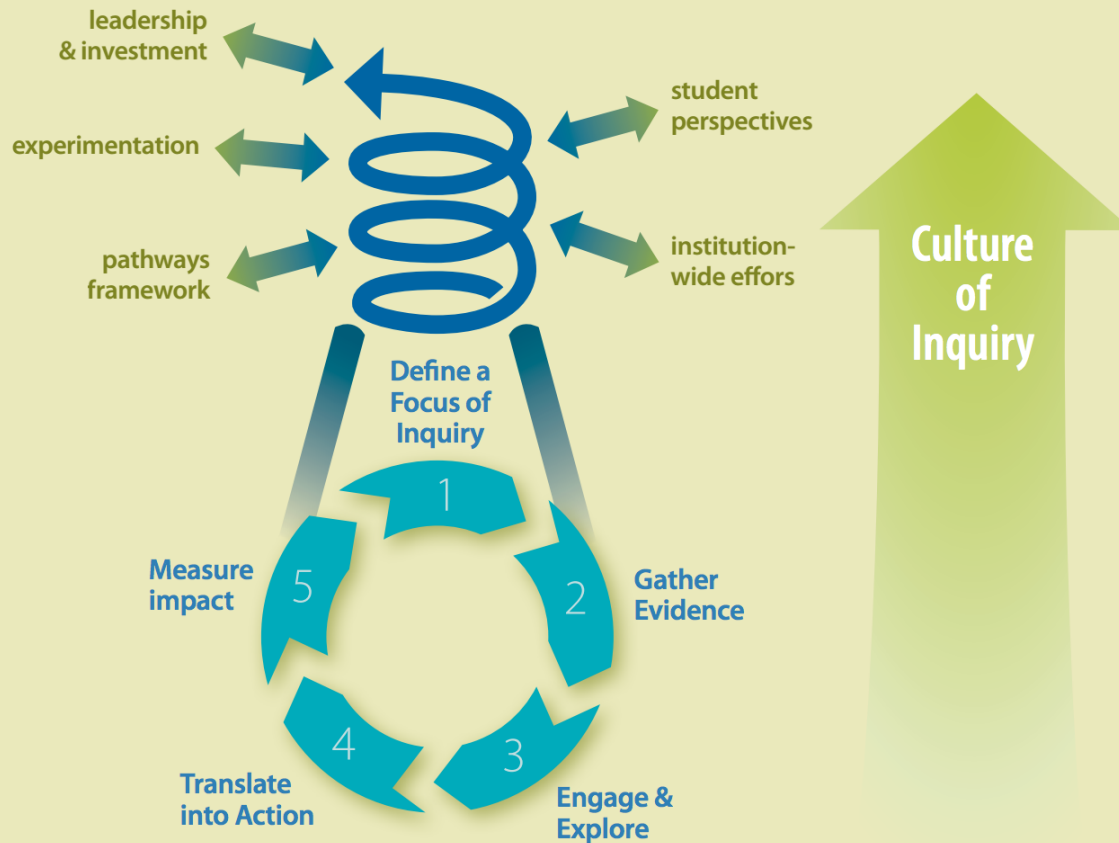 leadership
& investment
experimentation
pathways
framework
student
perspectives
institution-
wide effors
Culture
of
Inquiry
Define a
Focus of
Inquiry
1
2
Gather
Evidence
3
Engage &
Explore
4
Translate
into Action
5
Measure
impact